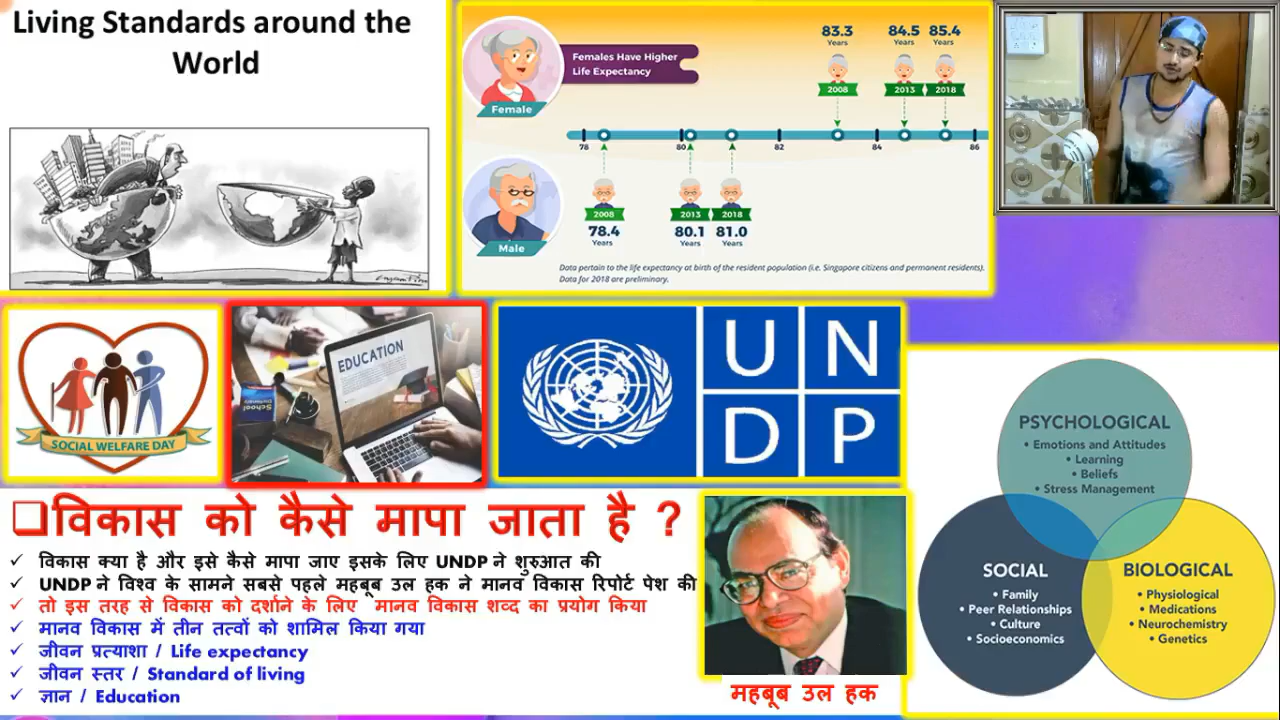 Living Standards around the
World
Females Have Higher
Life Expectancy
Female
83.3
Years
2008
84.5
Years
2013
85.4
Years
2018
78
80
82
84
86
2008
78.4
Years
2013
80.1
Years
2018
81.0
Years
Male
Data pertain to the life expectancy at birth of the resident population (i.e. Singapore citizens and permanent residents).
Data for 2018 are preliminary.
SOCIAL WELFARE DAY
EDUCATION
School
U N
D P
PSYCHOLOGICAL
• Emotions and Attitudes
• Learning
• Beliefs
• Stress Management
SOCIAL
• Family
• Peer Relationships
• Culture
• Socioeconomics
BIOLOGICAL
• Physiological
• Medications
• Neurochemistry
• Genetics
❑विकास को कैसे मापा जाता है ?
✓ विकास क्या है और इसे कैसे मापा जाए इसके लिए UNDP ने शुरुआत की
✓ UNDP ने विश्व के सामने सबसे पहले महबूब उल हक ने मानव विकास रिपोर्ट पेश की
✓ तो इस तरह से विकास को दर्शाने के लिए मानव विकास शव्द का प्रयोग किया
✓ मानव विकास में तीन तत्वों को शामिल किया गया
✓ जीवन प्रत्याशा / Life expectancy
✓ जीवन स्तर / Standard of living
✓ ज्ञान / Education
महबूब उल हक